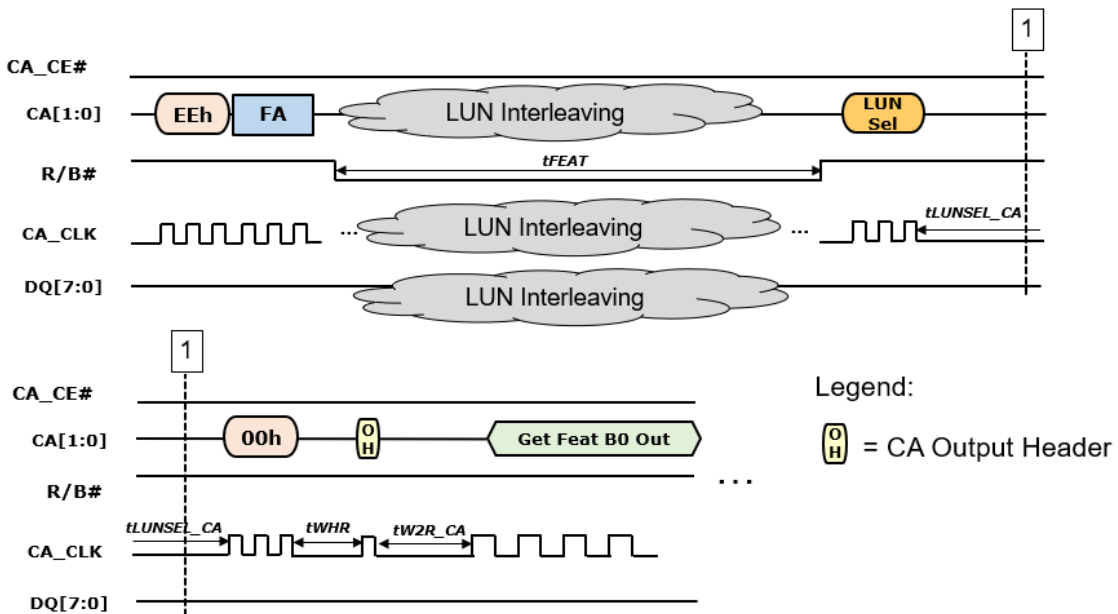 1
CA_CE#
CA[1:0] EEh FA LUN Interleaving LUN
Sel
R/B# tFEAT
CA_CLK ... LUN Interleaving ... tLUNSEL_CA
DQ[7:0] LUN Interleaving
1
CA_CE#
Legend:
CA[1:0] 00h O
H Get Feat B0 Out
O
H = CA Output Header
R/B# ...
tLUNSEL_CA tWHR tW2R_CA
CA_CLK
DQ[7:0]